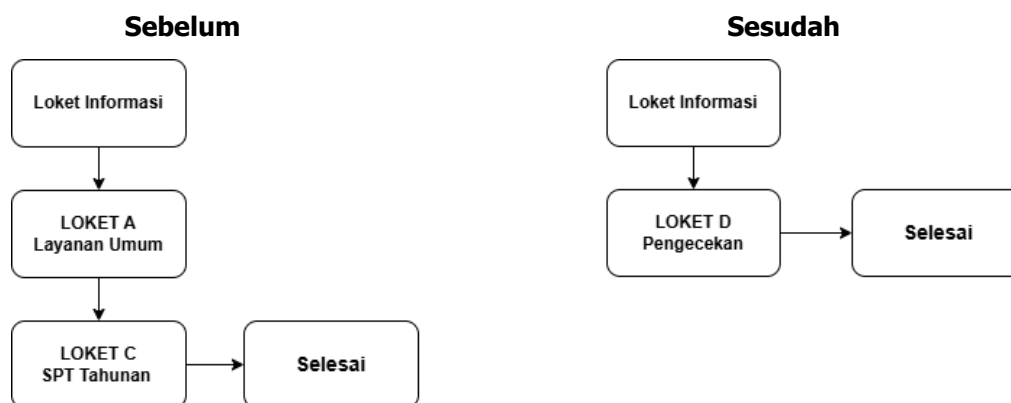 Sebelum
Loket Informasi
LOKET A
Layanan Umum
LOKET C
SPT Tahunan
Selesai
Sesudah
Loket Informasi
LOKET D
Pengecekan
Selesai